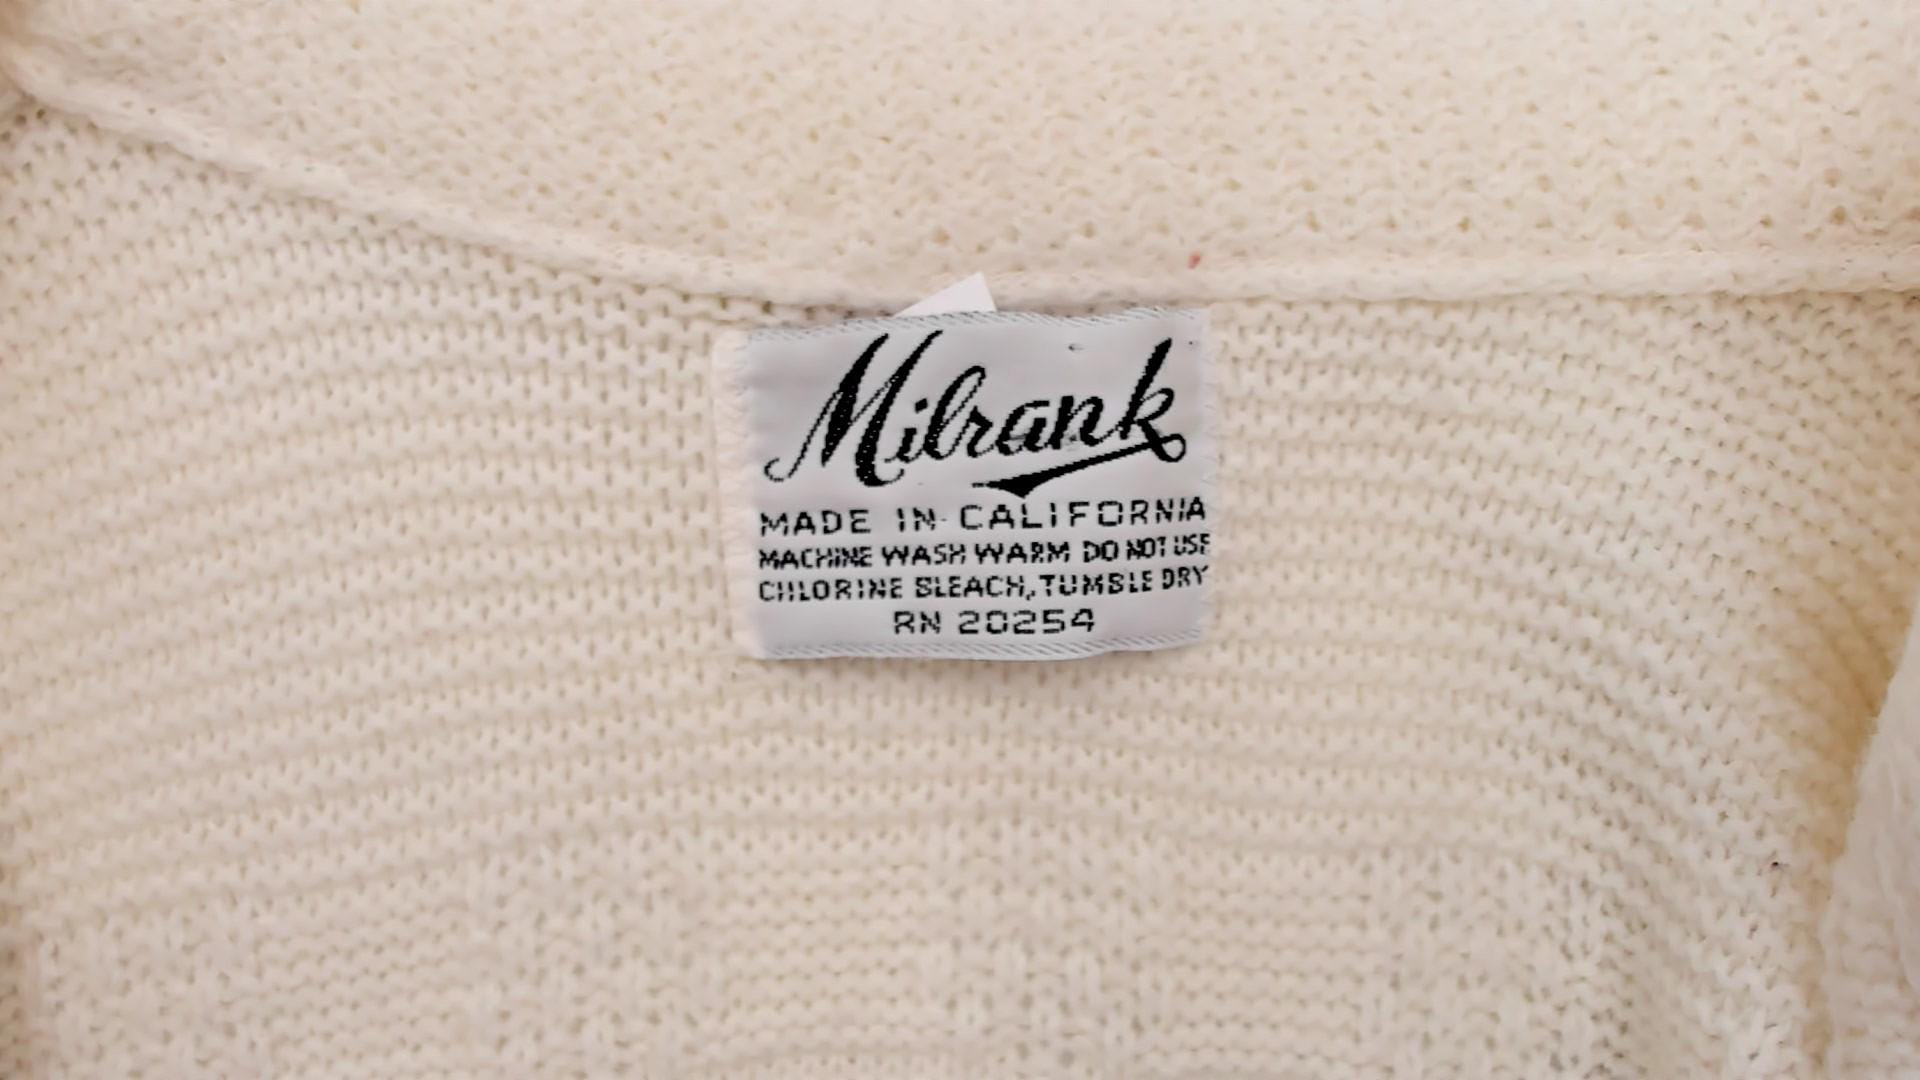 Milrank
MADE IN CALIFORNIA
MACHINE WASH WARM DO NOT USE
CHLORINE BLEACH, TUMBLE DRY
RN 20254